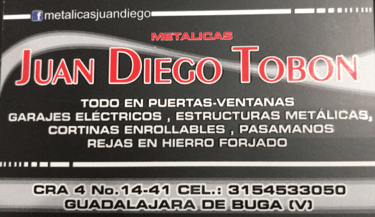 f metalicasjuandiego
METALICAS
JUAN DIEGO TOBON
TODO EN PUERTAS-VENTANAS
GARAJES ELÉCTRICOS , ESTRUCTURAS METÁLICAS,
CORTINAS ENROLLABLES , PASAMANOS
REJAS EN HIERRO FORJADO
CRA 4 No.14-41 CEL.: 3154533050
GUADALAJARA DE BUGA (V)